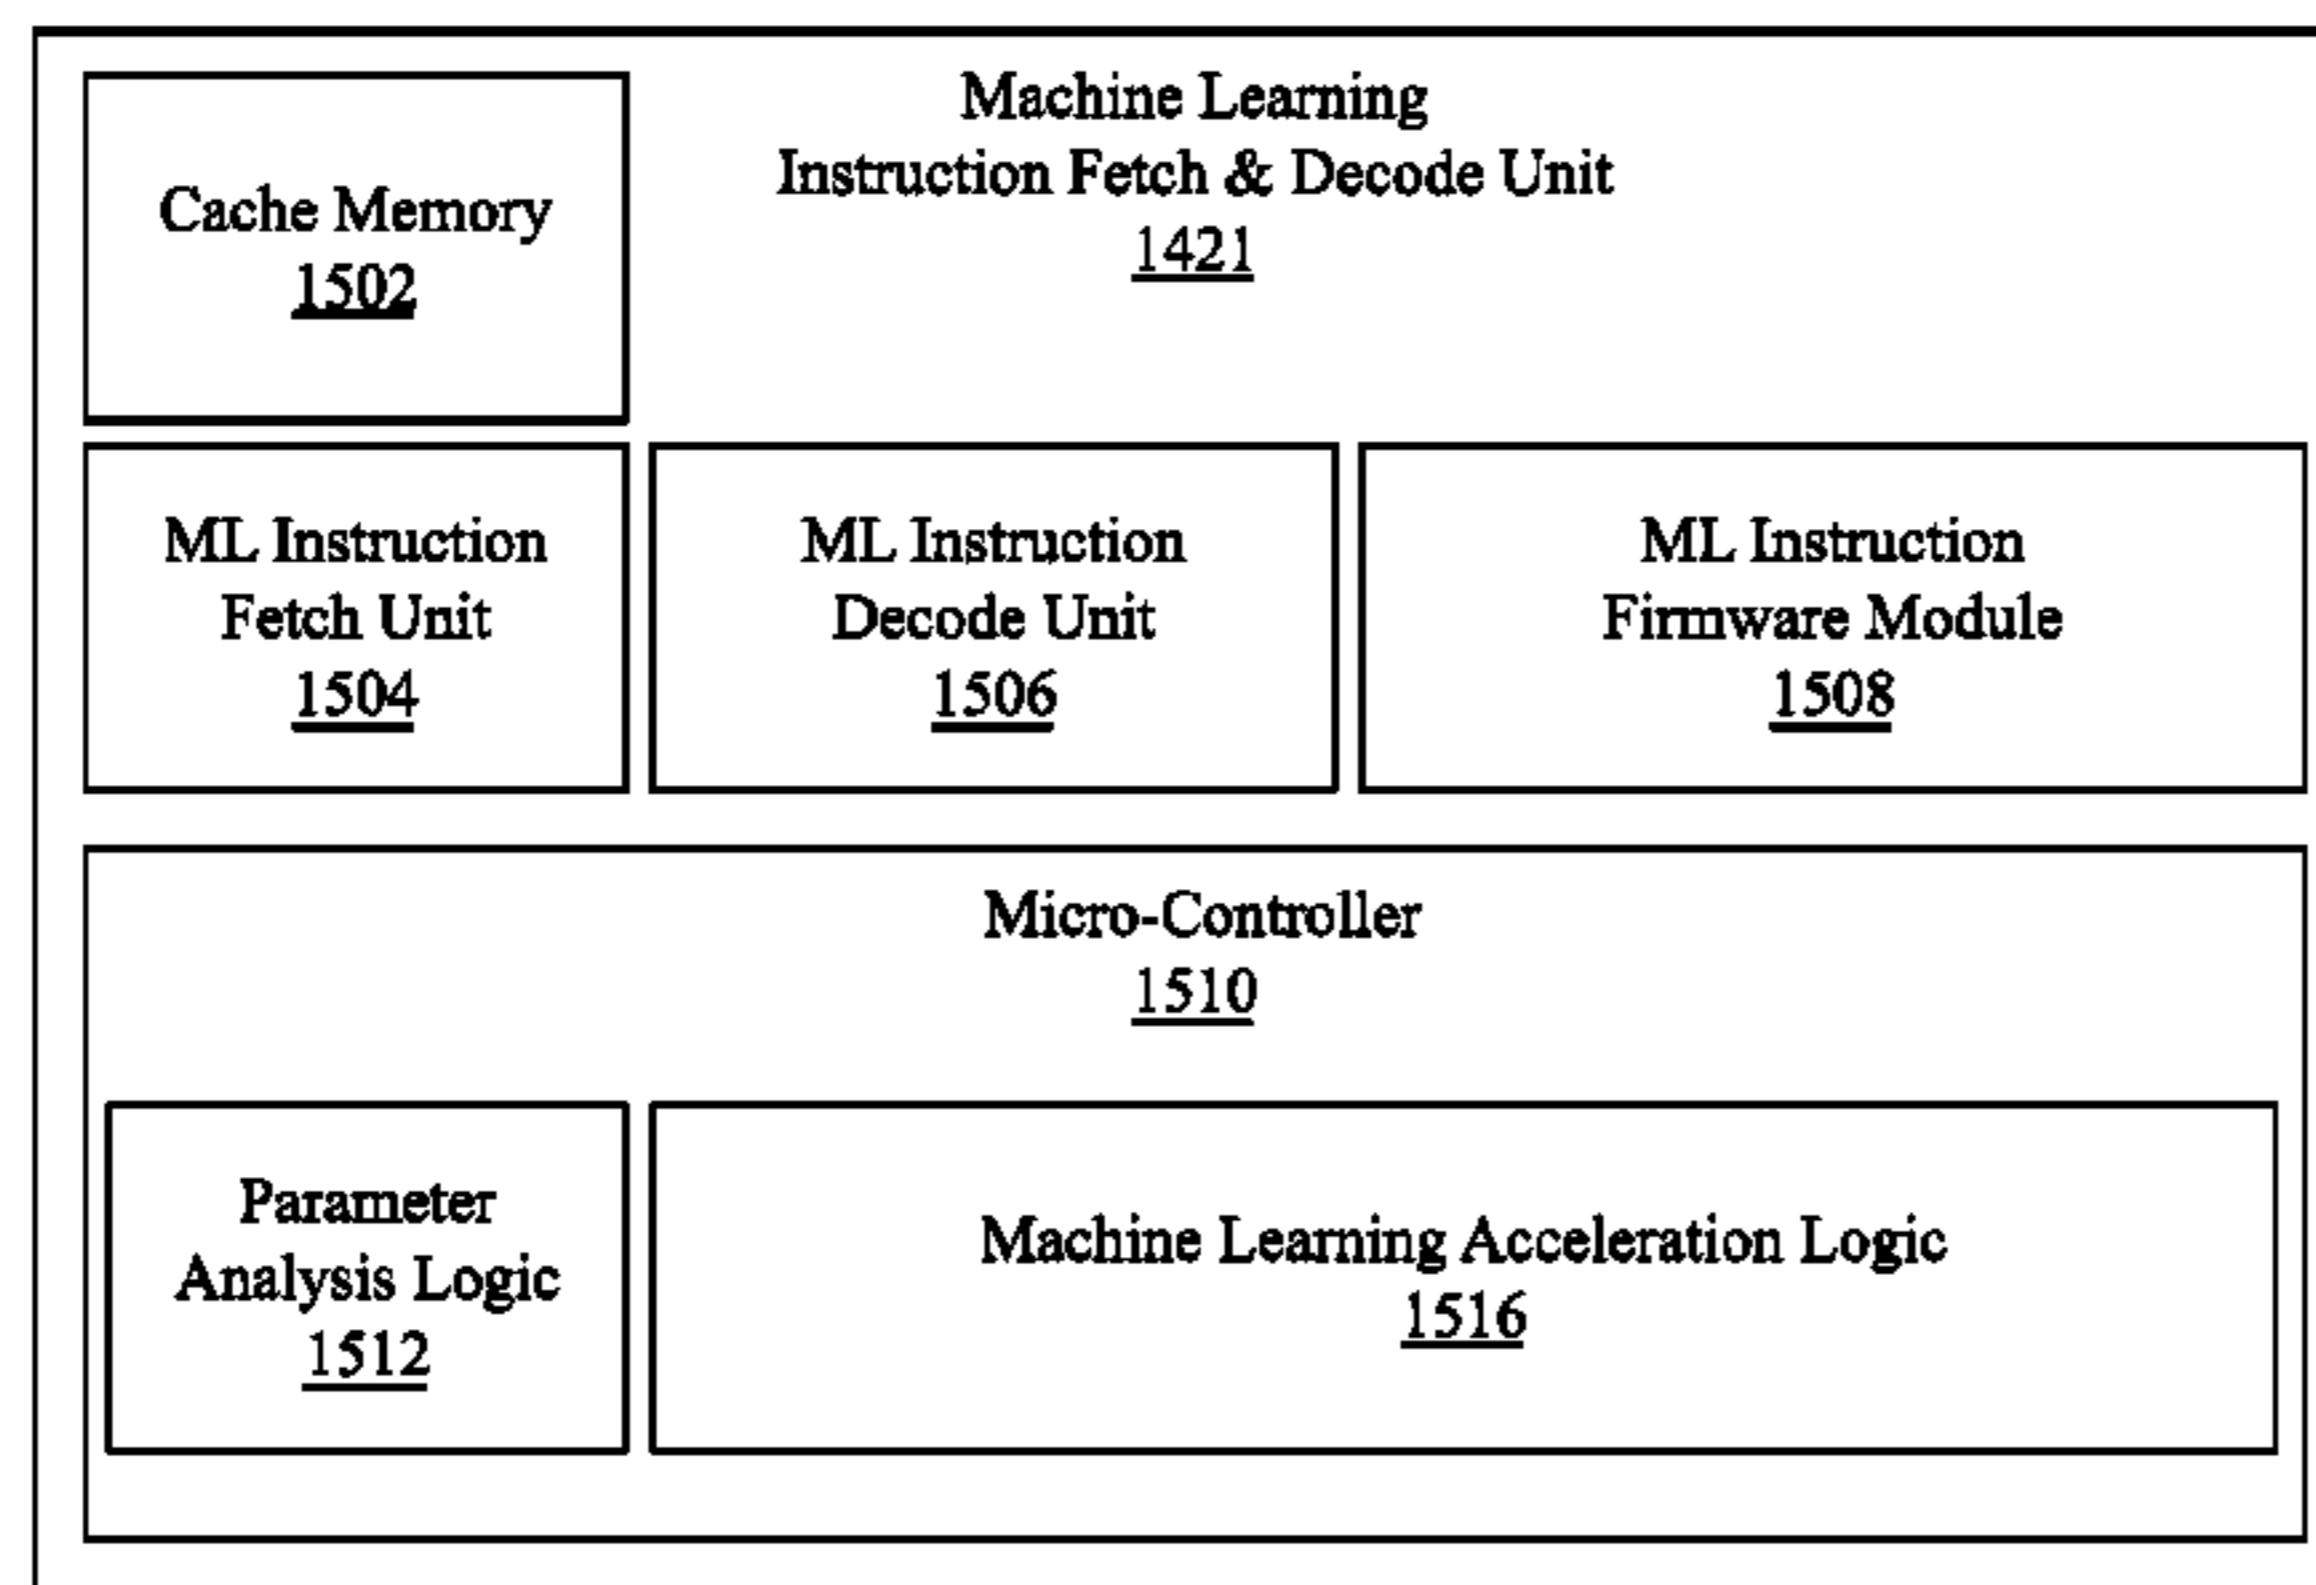 Machine Learning
Instruction Fetch & Decode Unit
1421
Cache Memory
1502
ML Instruction
Fetch Unit
1504
ML Instruction
Decode Unit
1506
ML Instruction
Firmware Module
1508
Micro-Controller
1510
Parameter
Analysis Logic
1512
Machine Learning Acceleration Logic
1516